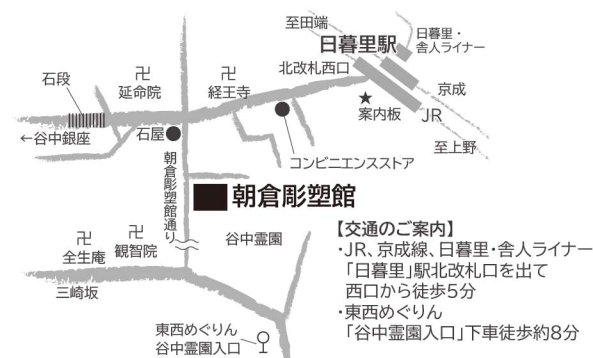 至田端
日暮里駅
日暮里・
舎人ライナー
北改札西口
石段
卍
延命院
卍
経王寺
★
案内板
京成
JR
至上野
←谷中銀座
石屋
コンビニエンスストア
朝倉彫塑館通り
朝倉彫塑館
卍
全生庵
卍
観智院
谷中霊園
三崎坂
東西めぐりん
谷中霊園入口
【交通のご案内】
・JR、京成線、日暮里・舎人ライナー
「日暮里」駅北改札口を出て
西口から徒歩5分
・東西めぐりん
「谷中霊園入口」下車徒歩約8分